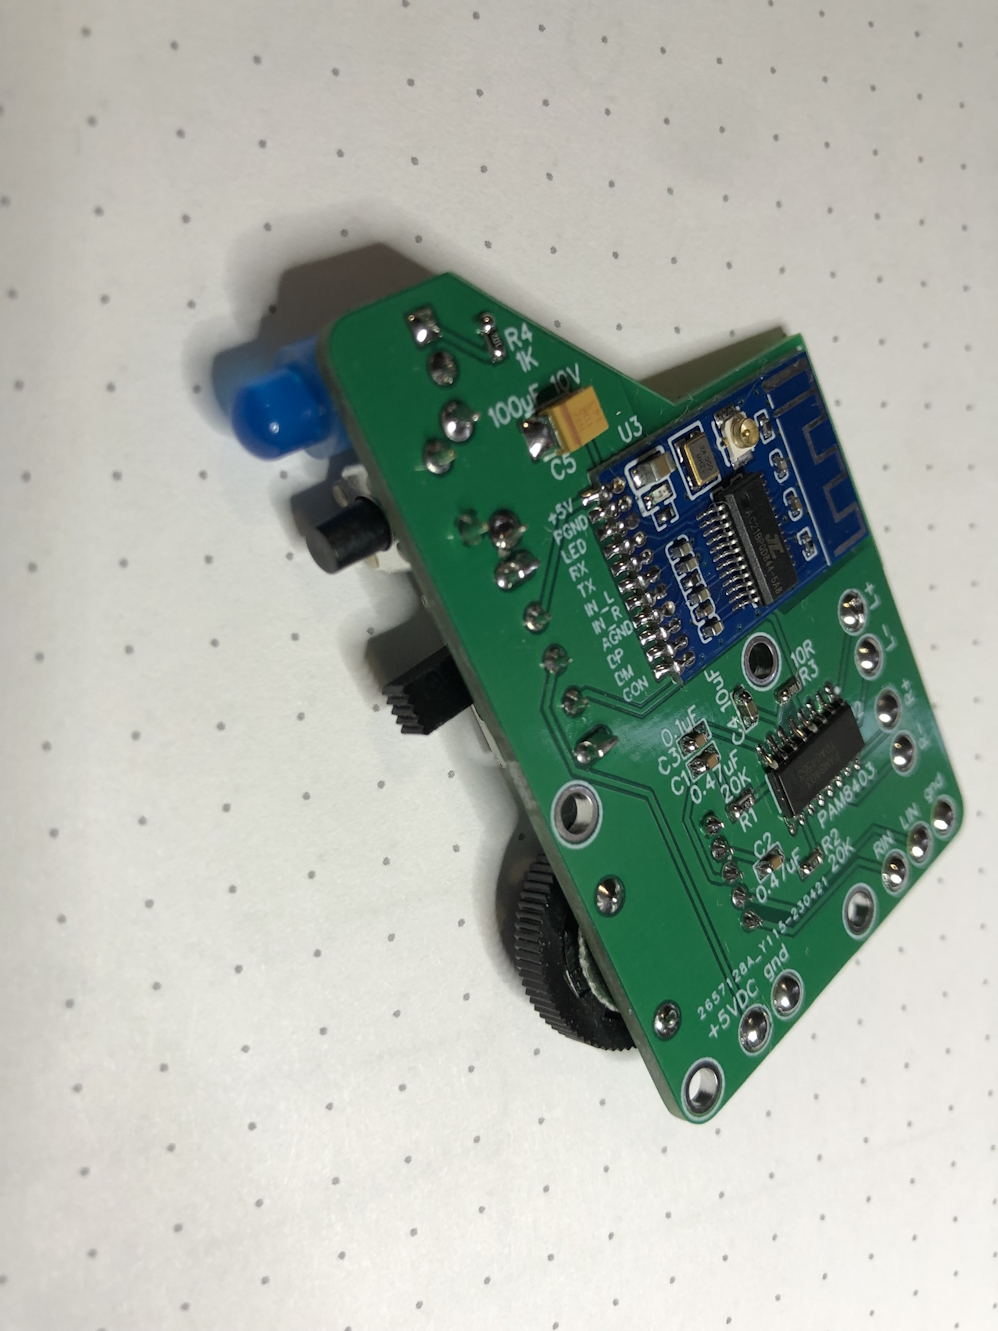 R4
1K
100uF 10V
C5
U3
+5V
PGND
LED
RX
TX
IN_L
IN_R
AGND
DP
DM
CON
JL
10uF
C4
10R
R3
0.1uF
C3
C1
0.47uF
20K
R1
C2
0.47uF
R2
20K
PAM8403
L+
L-
R+
R-
RIN LIN gnd
2657128A_Y115-230421
+5VDC gnd